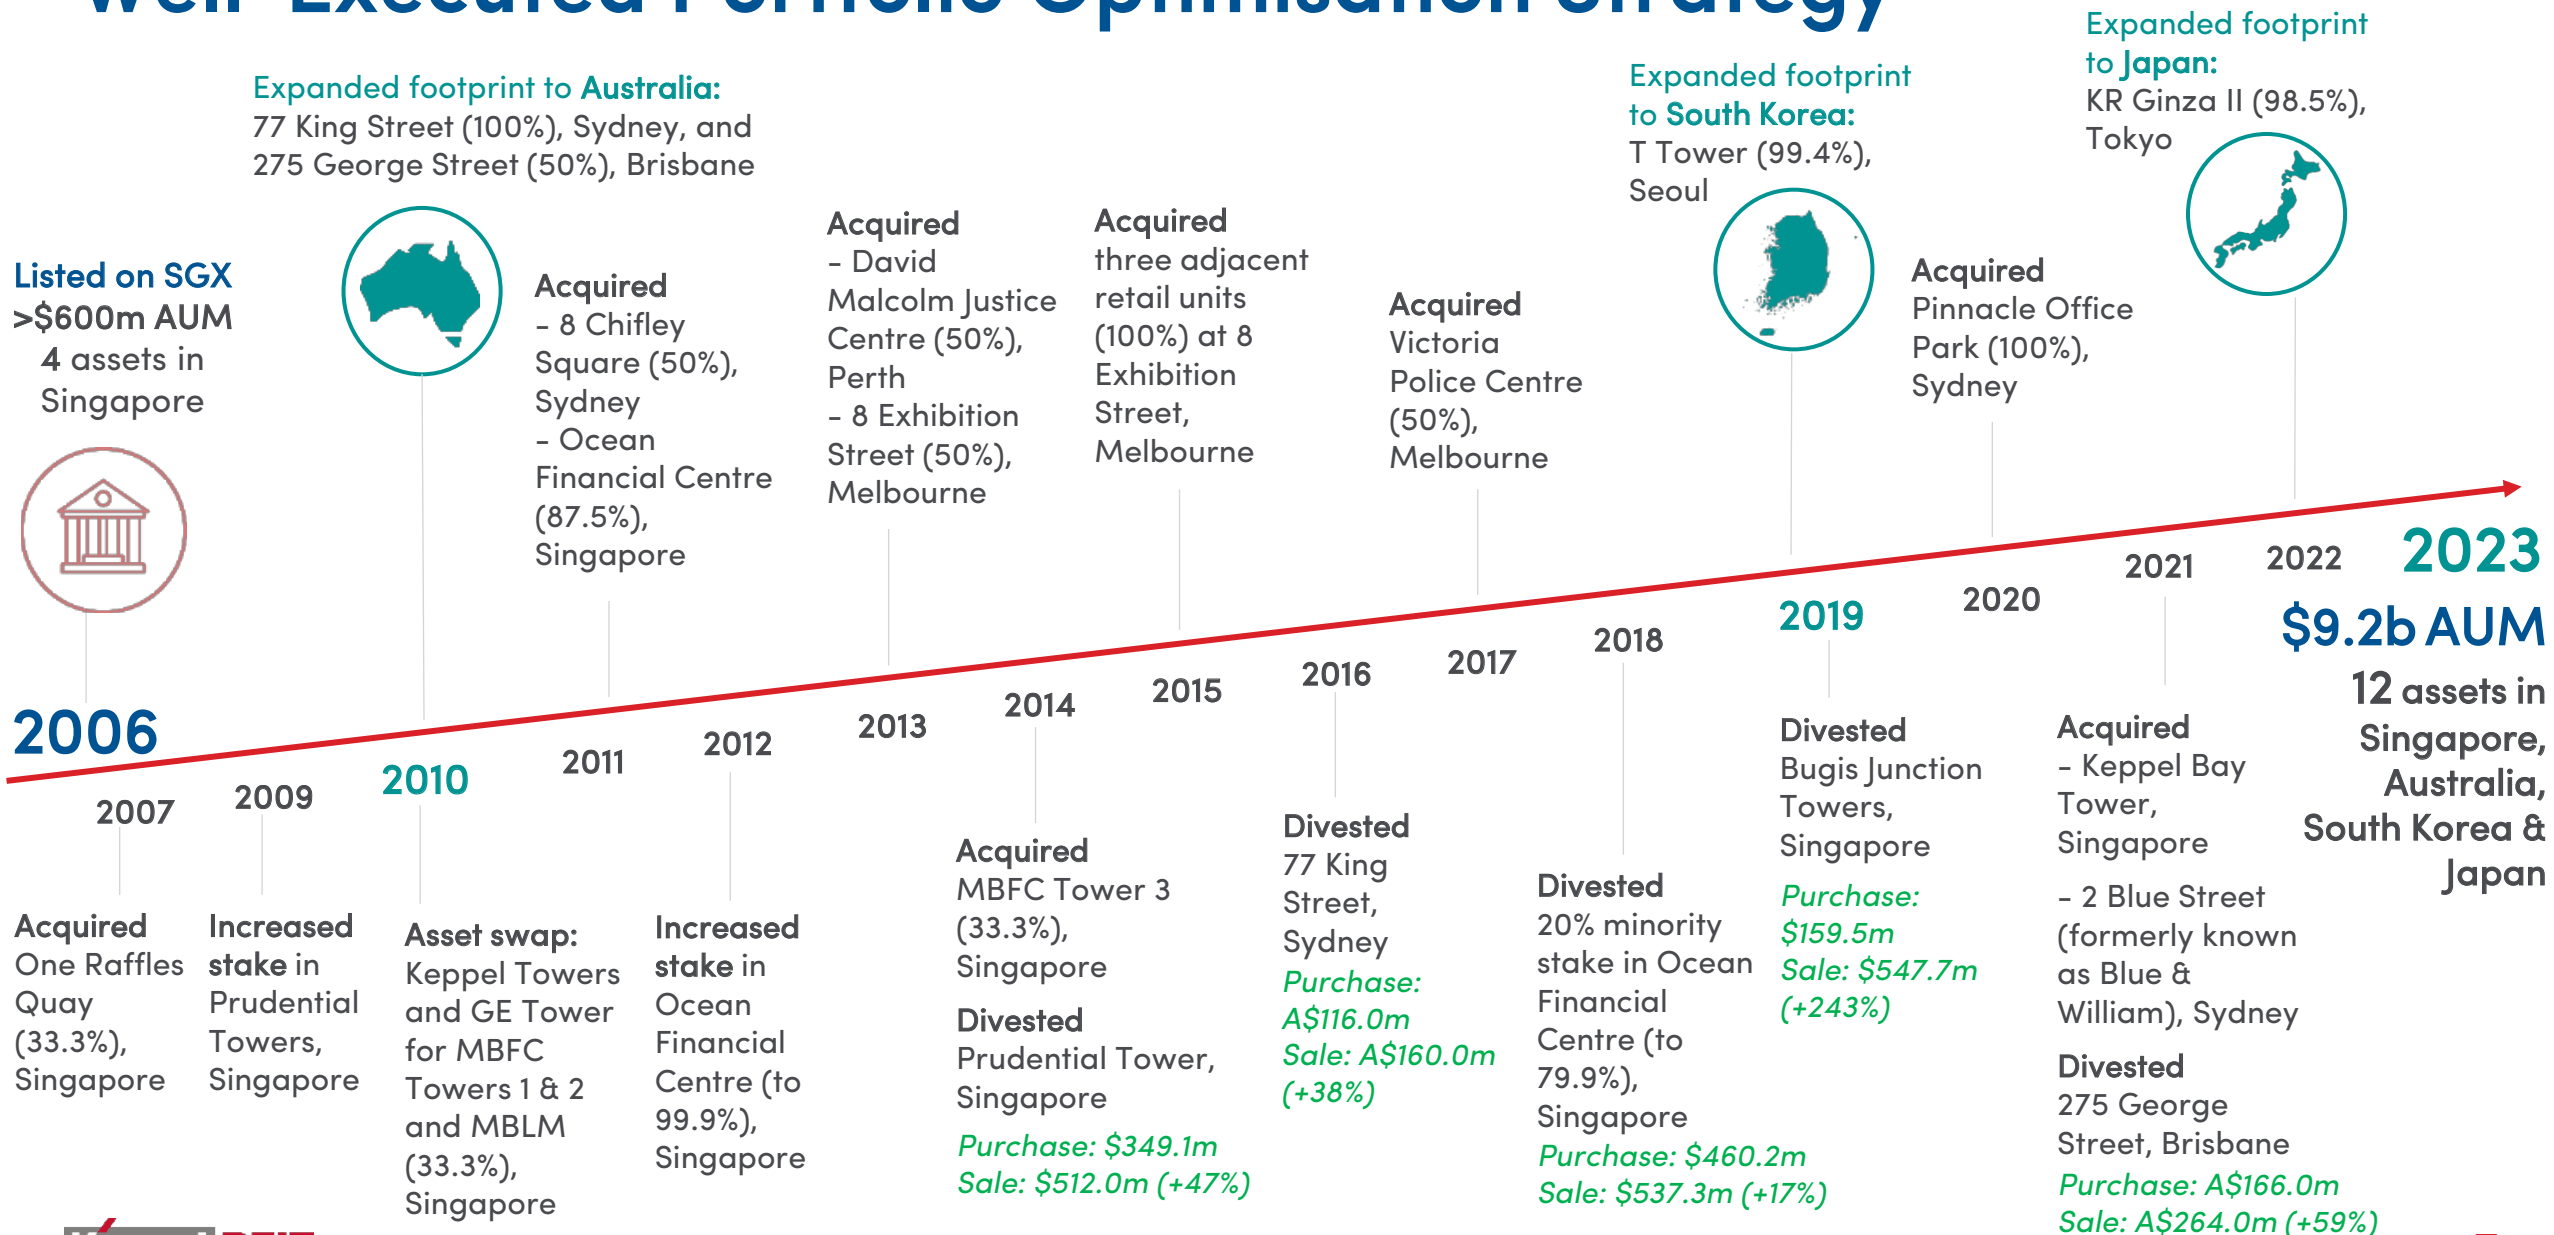 Well-Executed Portfolio Optimisation Strategy
Expanded footprint to Australia:
77 King Street (100%), Sydney, and
275 George Street (50%), Brisbane
Expanded footprint
to South Korea:
T Tower (99.4%),
Seoul
Expanded footprint
to Japan:
KR Ginza II (98.5%),
Tokyo
Listed on SGX
>$600m AUM
4 assets in
Singapore
Acquired
- 8 Chifley
Square (50%),
Sydney
- Ocean
Financial Centre
(87.5%),
Singapore
Acquired
- David
Malcolm Justice
Centre (50%),
Perth
- 8 Exhibition
Street (50%),
Melbourne
Acquired
three adjacent
retail units
(100%) at 8
Exhibition
Street,
Melbourne
Acquired
Victoria
Police Centre
(50%),
Melbourne
Acquired
Pinnacle Office
Park (100%),
Sydney
2006
2007
2009
2010
2011
2012
2013
2014
2015
2016
2017
2018
2019
2020
2021
2022
2023
$9.2b AUM
12 assets in
Singapore,
Australia,
South Korea &
Japan
Acquired
One Raffles
Quay
(33.3%),
Singapore
Increased
stake in
Prudential
Towers,
Singapore
Asset swap:
Keppel Towers
and GE Tower
for MBFC
Towers 1 & 2
and MBLM
(33.3%),
Singapore
Increased
stake in
Ocean
Financial
Centre (to
99.9%),
Singapore
Acquired
MBFC Tower 3
(33.3%),
Singapore
Divested
Prudential Tower,
Singapore
Purchase: $349.1m
Sale: $512.0m (+47%)
Divested
77 King
Street,
Sydney
Purchase:
A$116.0m
Sale: A$160.0m
(+38%)
Divested
20% minority
stake in Ocean
Financial
Centre (to
79.9%),
Singapore
Purchase: $460.2m
Sale: $537.3m (+17%)
Divested
Bugis Junction
Towers,
Singapore
Purchase:
$159.5m
Sale: $547.7m
(+243%)
Acquired
- Keppel Bay
Tower,
Singapore
- 2 Blue Street
(formerly known
as Blue &
William), Sydney
Divested
275 George
Street, Brisbane
Purchase: A$166.0m
Sale: A$264.0m (+59%)